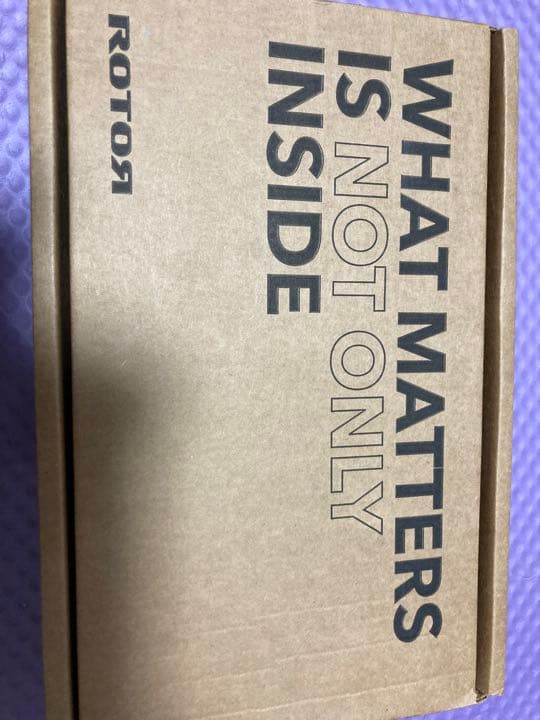 WHAT MATTERS
IS NOT ONLY
INSIDE
ROTOR